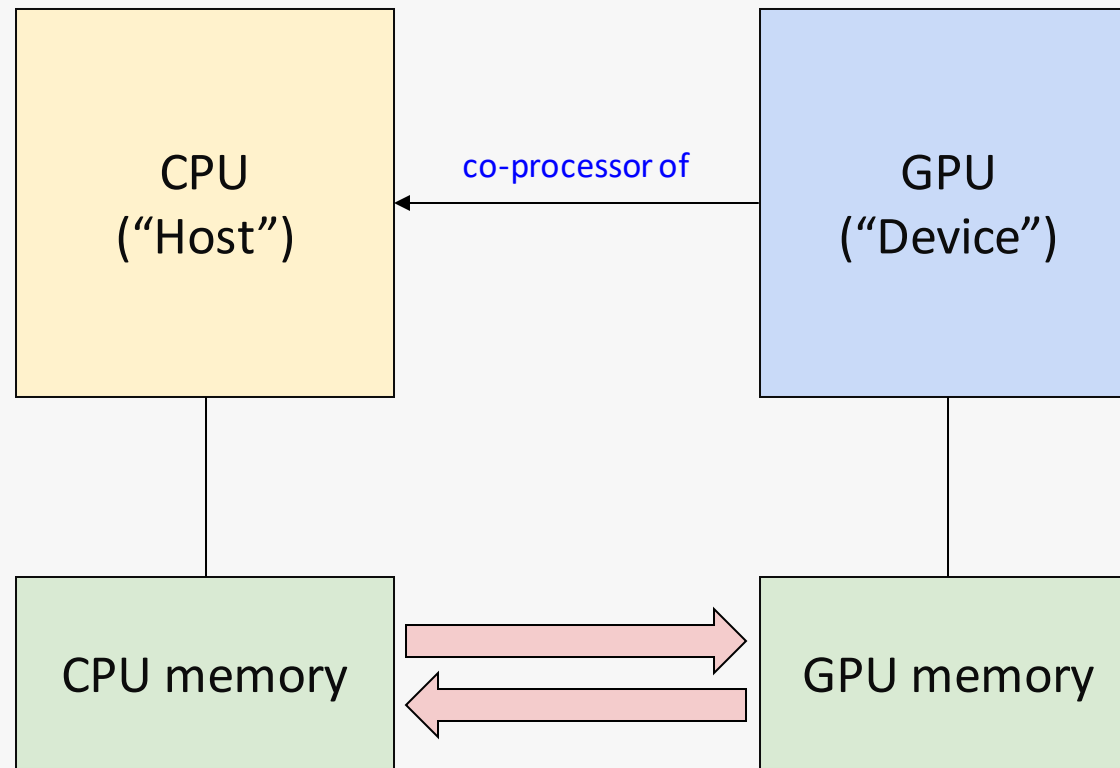 CPU
(“Host”)
co-processor of
GPU
(“Device”)
CPU memory
GPU memory